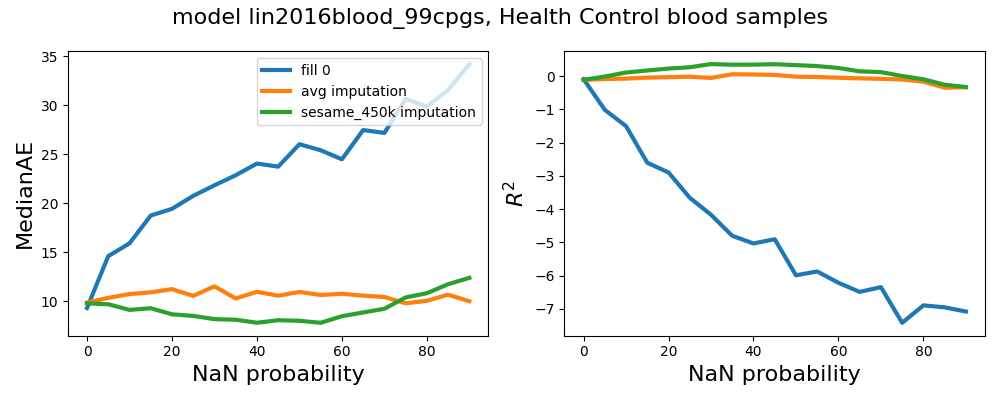 model lin2016blood_99cpgs, Health Control blood samples
MedianAE
35
30
25
20
15
10
fill 0
avg imputation
sesame_450k imputation
0 20 40 60 80
NaN probability
R²
0
−1
−2
−3
−4
−5
−6
−7
0 20 40 60 80
NaN probability